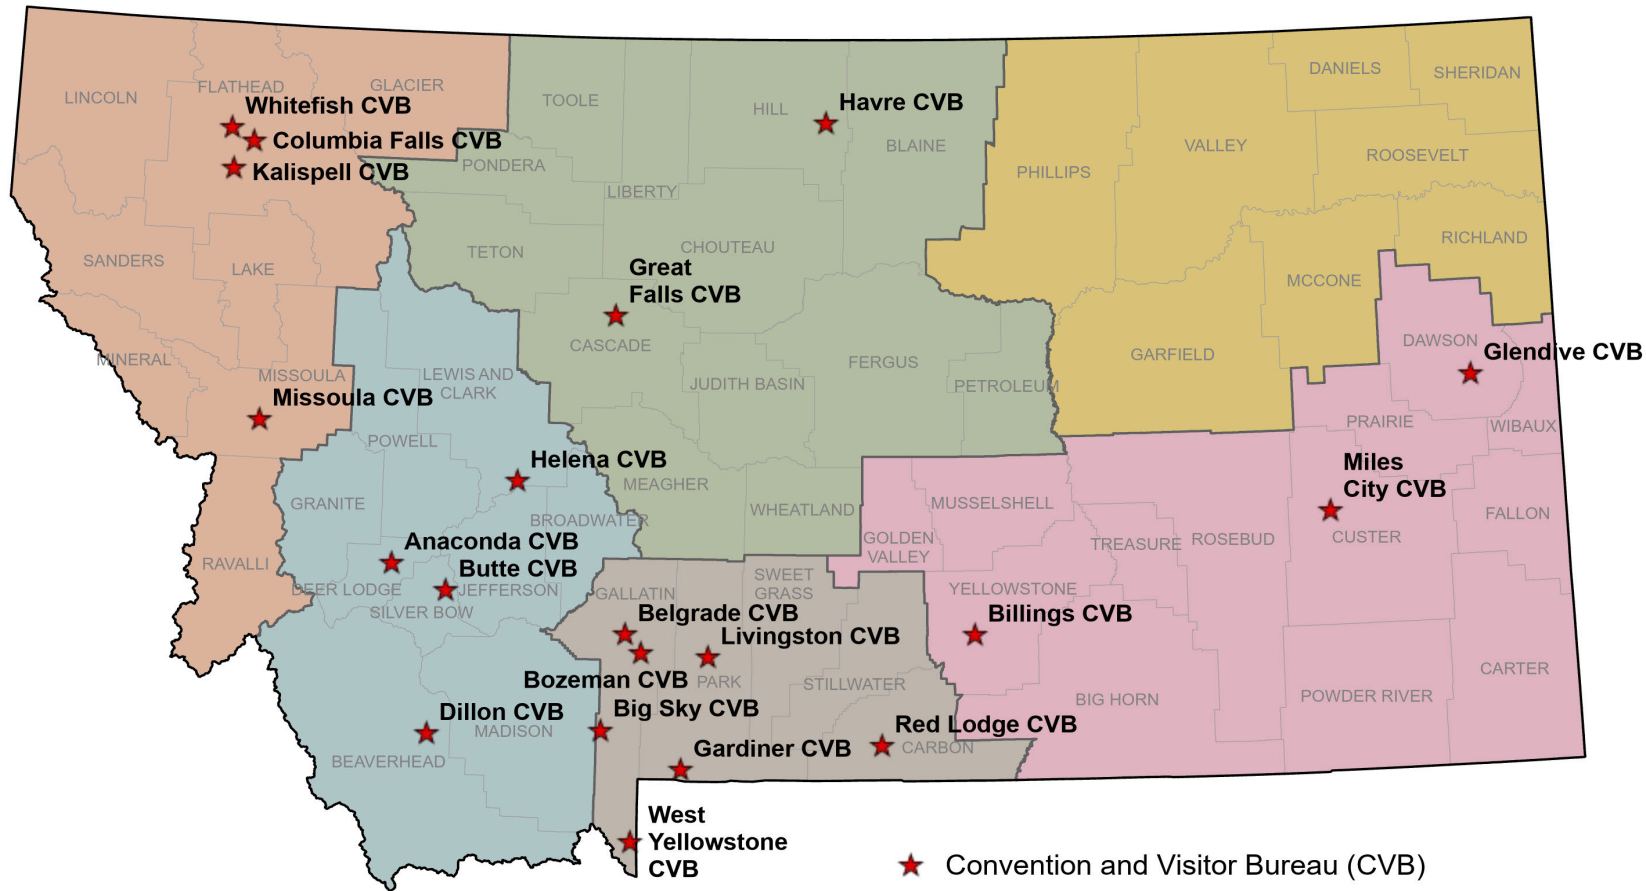 LINCOLN
FLATHEAD
GLACIER
Whitefish CVB
Columbia Falls CVB
Kalispell CVB
TOOLE
HILL
Havre CVB
BLAINE
PONDERA
LIBERTY
PHILLIPS
VALLEY
DANIELS
SHERIDAN
ROOSEVELT
RICHLAND
MCCONE
SANDERS
LAKE
TETON
CHOUTEAU
Great
Falls CVB
CASCADE
JUDITH BASIN
FERGUS
PETROLEUM
GARFIELD
DAWSON
Glendive CVB
MINERAL
MISSOULA
Missoula CVB
LEWIS AND
CLARK
POWELL
Helena CVB
MEAGHER
WHEATLAND
GOLDEN
VALLEY
MUSSELSHELL
TREASURE
ROSEBUD
PRAIRIE
WIBAUX
Miles
City CVB
CUSTER
FALLON
GRANITE
BROADWATER
RAVALLI
Anaconda CVB
Butte CVB
DEER LODGE
JEFFERSON
SILVER BOW
GALLATIN
SWEET
GRASS
YELLOWSTONE
Billings CVB
Belgrade CVB
Livingston CVB
Bozeman CVB
PARK
STILLWATER
Big Sky CVB
Dillon CVB
MADISON
BEAVERHEAD
Gardiner CVB
Red Lodge CVB
CARBON
BIG HORN
POWDER RIVER
CARTER
West
Yellowstone
CVB
Convention and Visitor Bureau (CVB)